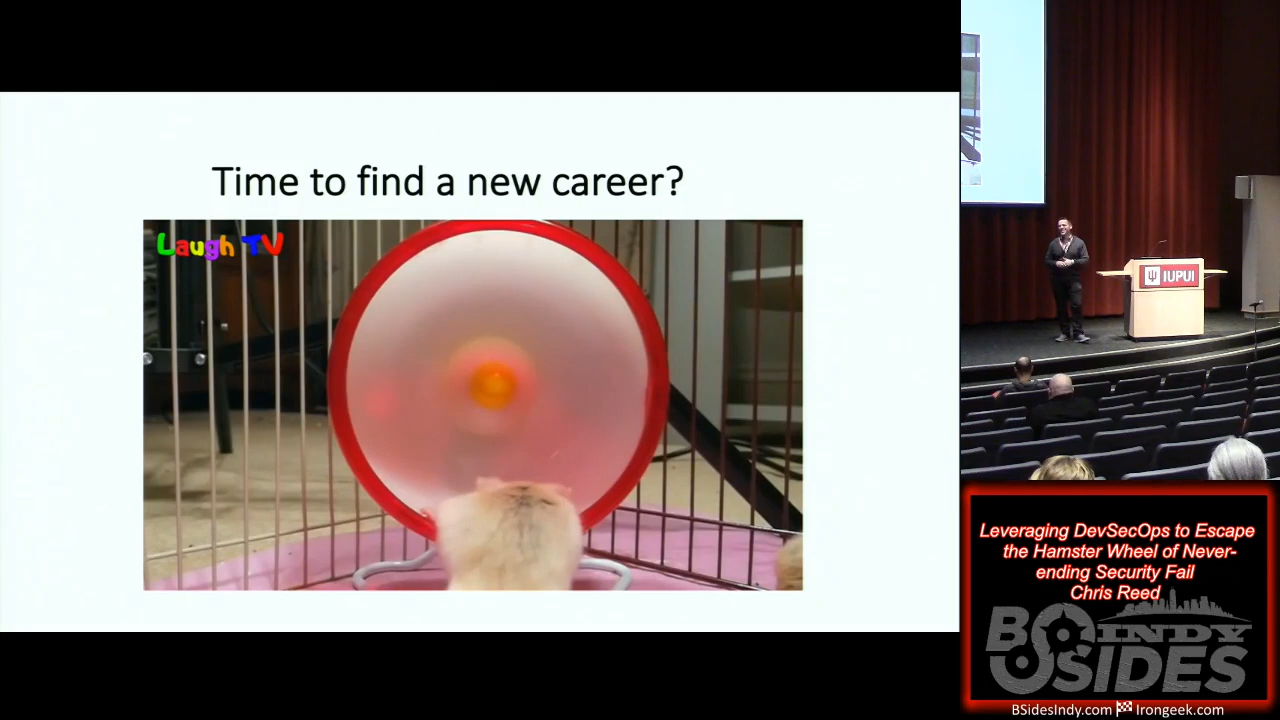 Time to find a new career?
Laugh TV
IUPUI
Leveraging DevSecOps to Escape
the Hamster Wheel of Never-
ending Security Fail
Chris Reed
BSIDES
INDY
BSidesIndy.com Irongeek.com